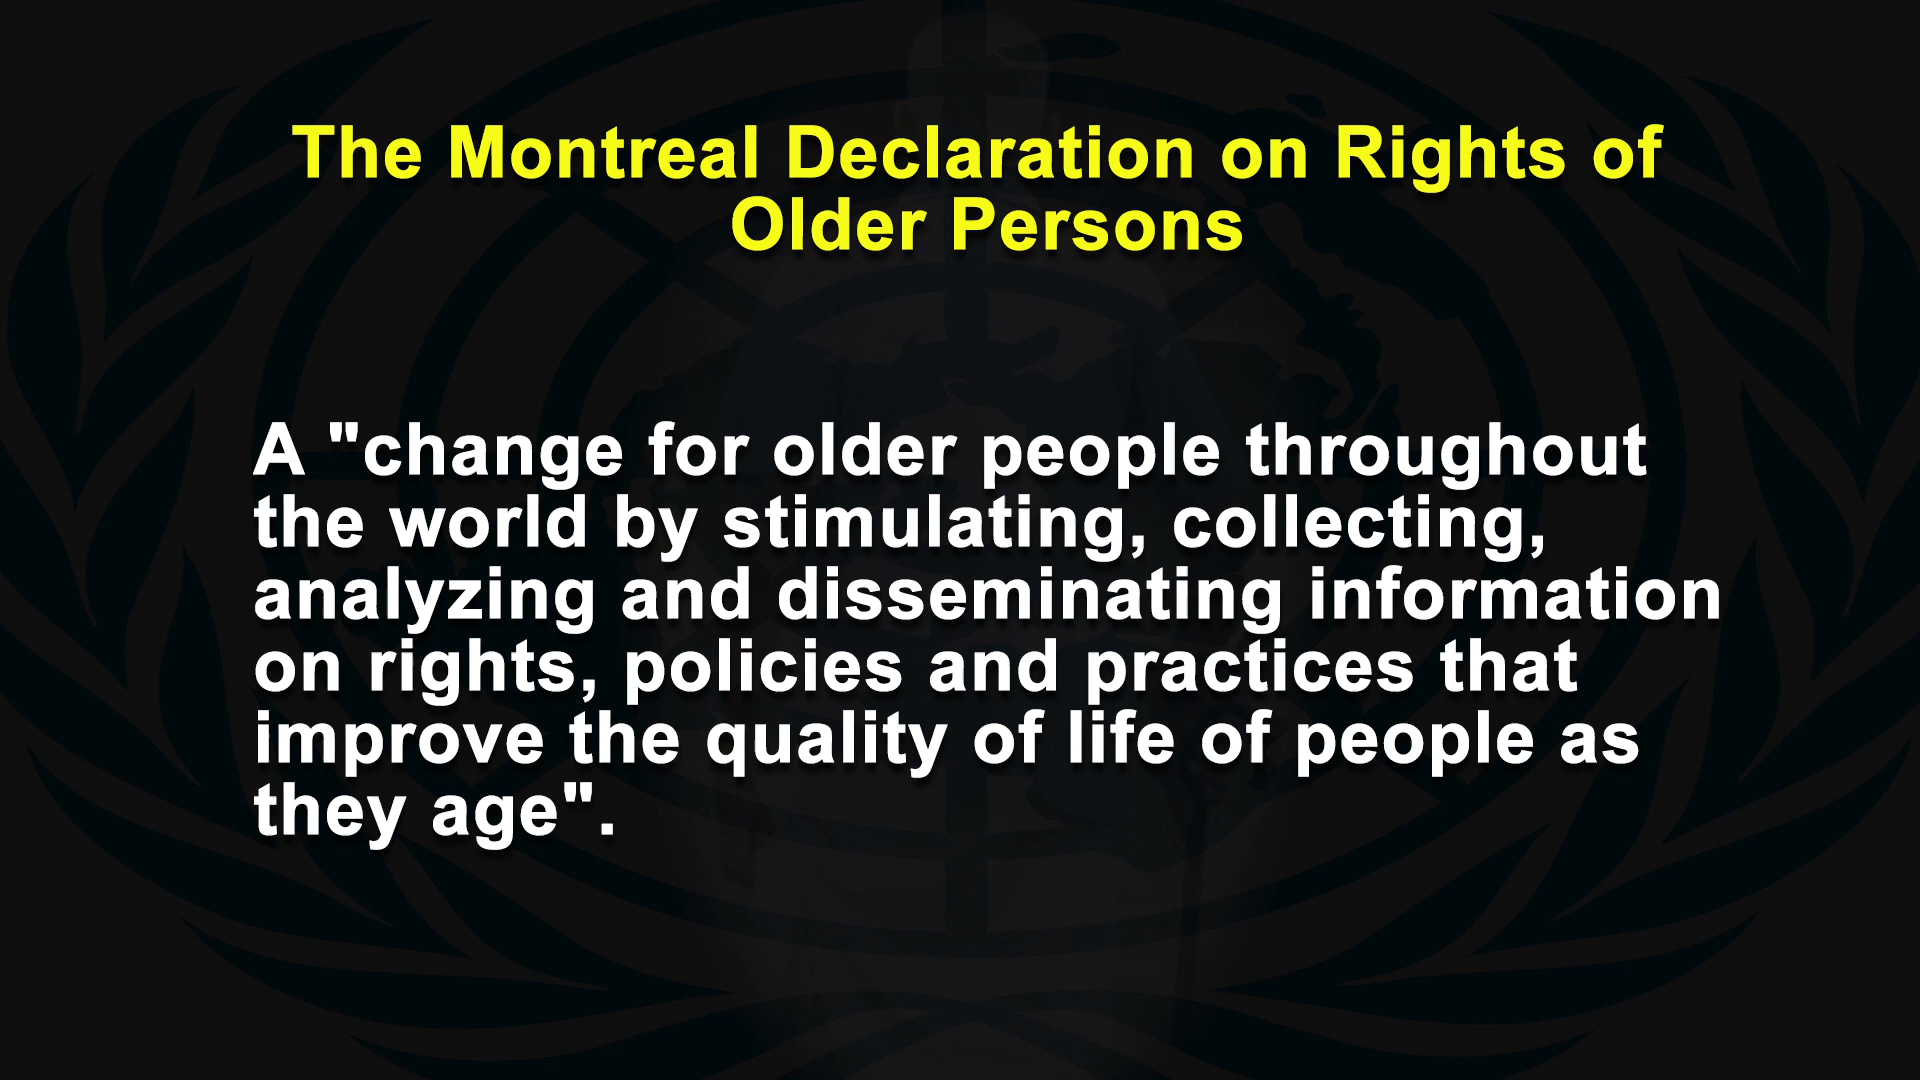 The Montreal Declaration on Rights of
Older Persons
A "change for older people throughout
the world by stimulating, collecting,
analyzing and disseminating information
on rights, policies and practices that
improve the quality of life of people as
they age".